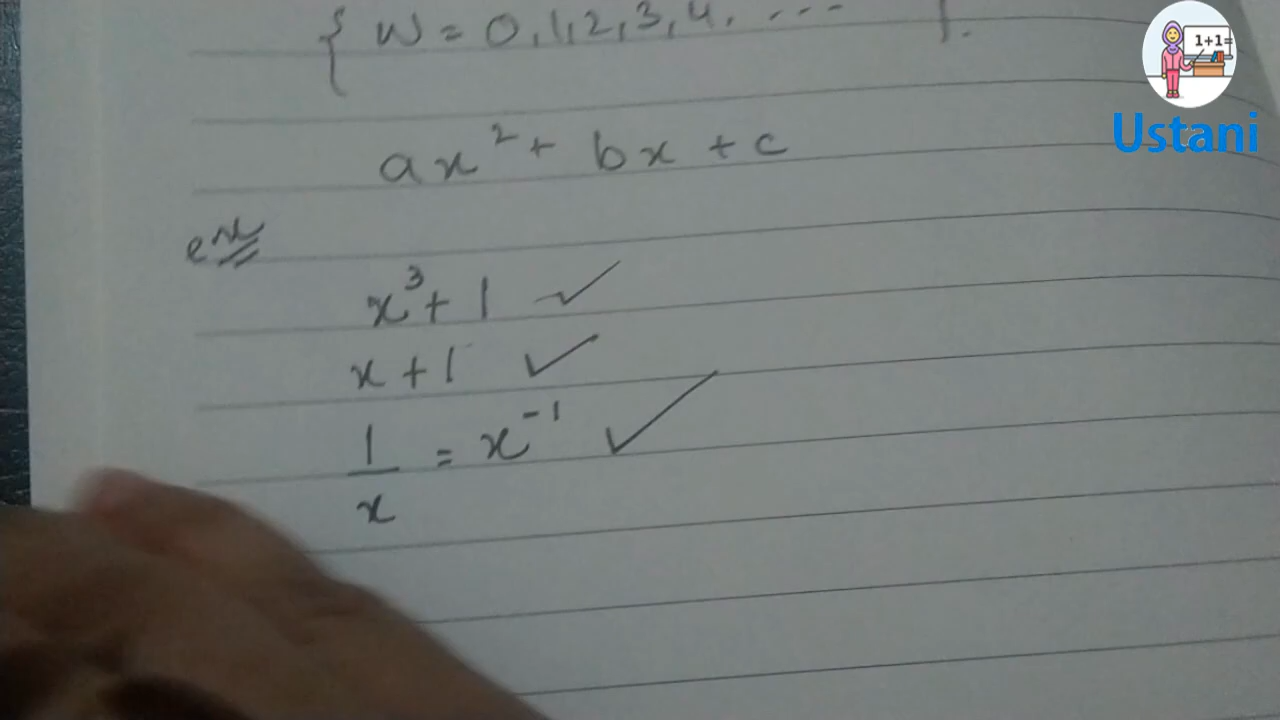 { W = 0, 1, 2, 3, 4, ... }.
1+1=
Ustani
ax² + bx + c
ex
x³ + 1 ✓
x + 1 ✓
1/x = x⁻¹ ✓